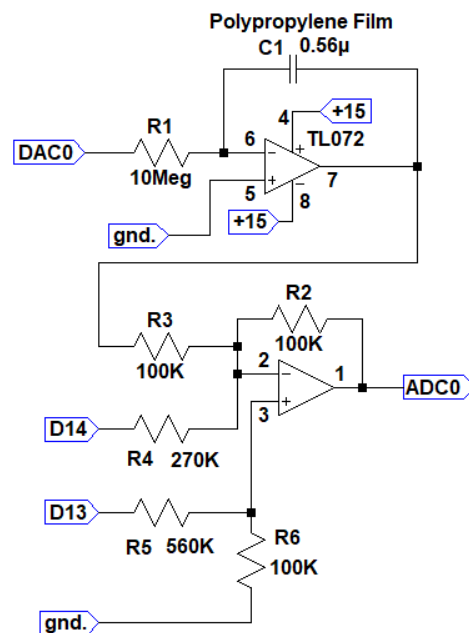 Polypropylene Film
C1 0.56µ
4 +15
R1 6 TL072
DAC0 7
10Meg 5 8
+15
gnd.
R2
R3
100K 2 100K 1 ADC0
3
D14
R4 270K
D13
R5 560K R6
100K
gnd.